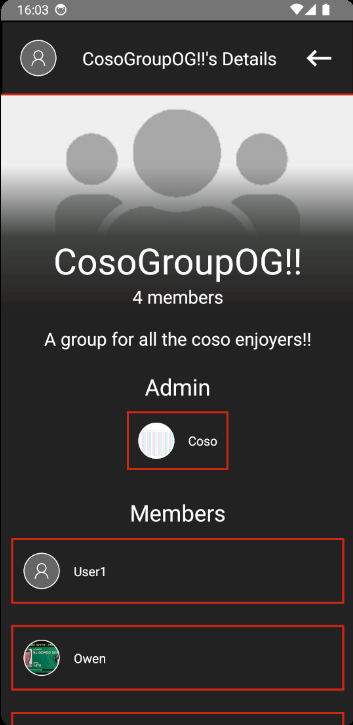 16:03
CosoGroupOG!!'s Details
CosoGroupOG!!
4 members
A group for all the coso enjoyers!!
Admin
Coso
Members
User1
Owen